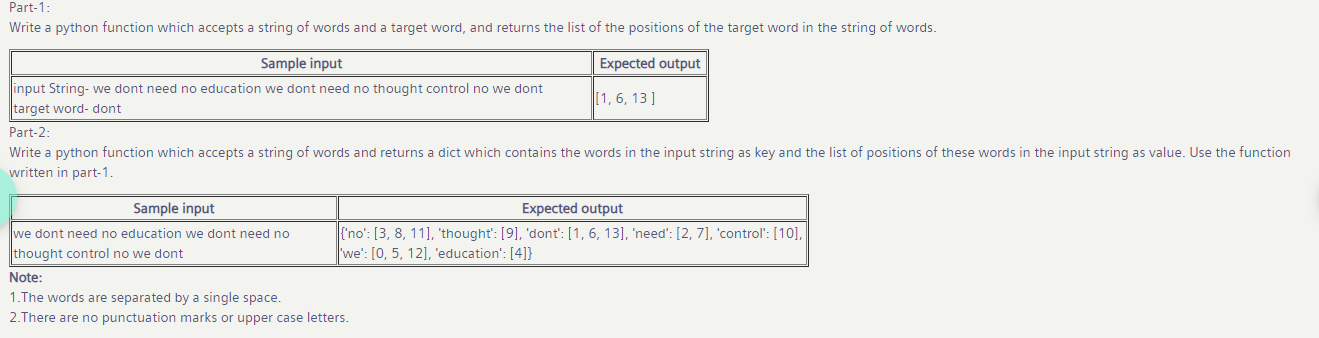 Part-1:
Write a python function which accepts a string of words and a target word, and returns the list of the positions of the target word in the string of words.
Sample input Expected output
input String- we dont need no education we dont need no thought control no we dont
target word- dont
[1, 6, 13 ]
Part-2:
Write a python function which accepts a string of words and returns a dict which contains the words in the input string as key and the list of positions of these words in the input string as value. Use the function
written in part-1.
Sample input Expected output
we dont need no education we dont need no
thought control no we dont
{'no': [3, 8, 11], 'thought': [9], 'dont': [1, 6, 13], 'need': [2, 7], 'control': [10],
'we': [0, 5, 12], 'education': [4]}
Note:
1.The words are separated by a single space.
2.There are no punctuation marks or upper case letters.